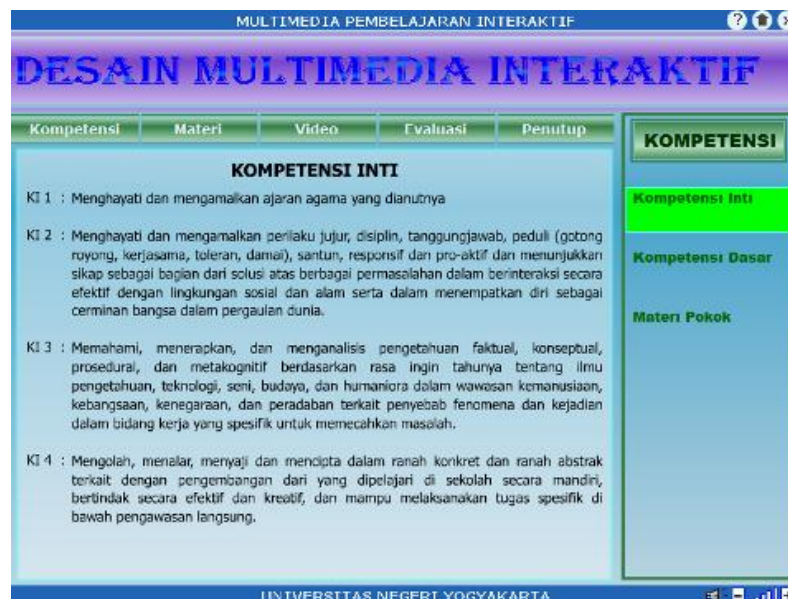 MULTIMEDIA PEMBELAJARAN INTERAKTIF
DESAIN MULTIMEDIA INTERAKTIF
Kompetensi Materi Video Evaluasi Penutup
KOMPETENSI
KOMPETENSI INTI
KI 1 : Menghayati dan mengamalkan ajaran agama yang dianutnya
KI 2 : Menghayati dan mengamalkan perilaku jujur, disiplin, tanggungjawab, peduli (gotong
royong, kerjasama, toleran, damai), santun, responsif dan pro-aktif dan menunjukkan
sikap sebagai bagian dari solusi atas berbagai permasalahan dalam berinteraksi secara
efektif dengan lingkungan sosial dan alam serta dalam menempatkan diri sebagai
cerminan bangsa dalam pergaulan dunia.
KI 3 : Memahami, menerapkan, dan menganalisis pengetahuan faktual, konseptual,
prosedural, dan metakognitif berdasarkan rasa ingin tahunya tentang ilmu
pengetahuan, teknologi, seni, budaya, dan humaniora dalam wawasan kemanusiaan,
kebangsaan, kenegaraan, dan peradaban terkait penyebab fenomena dan kejadian
dalam bidang kerja yang spesifik untuk memecahkan masalah.
KI 4 : Mengolah, menalar, menyaji dan mencipta dalam ranah konkret dan ranah abstrak
terkait dengan pengembangan dari yang dipelajari di sekolah secara mandiri,
bertindak secara efektif dan kreatif, dan mampu melaksanakan tugas spesifik di
bawah pengawasan langsung.
Kompetensi Inti
Kompetensi Dasar
Materi Pokok
UNIVERSITAS NEGERI YOGYAKARTA